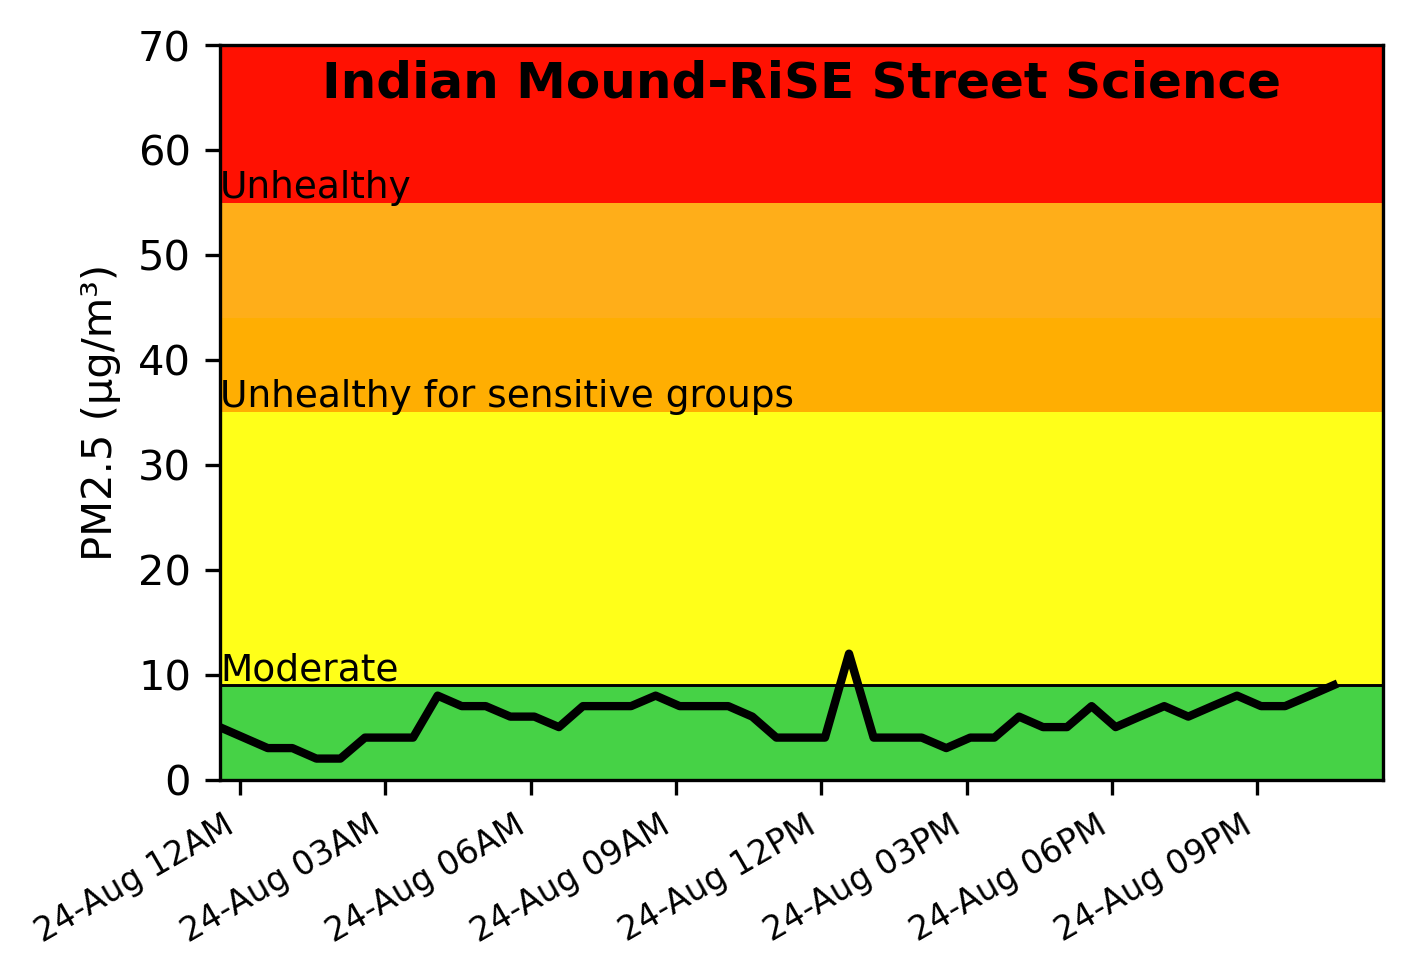 Indian Mound-RiSE Street Science
70
60
50
40
30
20
10
0
PM2.5 (µg/m³)
Unhealthy
Unhealthy for sensitive groups
Moderate
24-Aug 12AM
24-Aug 03AM
24-Aug 06AM
24-Aug 09AM
24-Aug 12PM
24-Aug 03PM
24-Aug 06PM
24-Aug 09PM